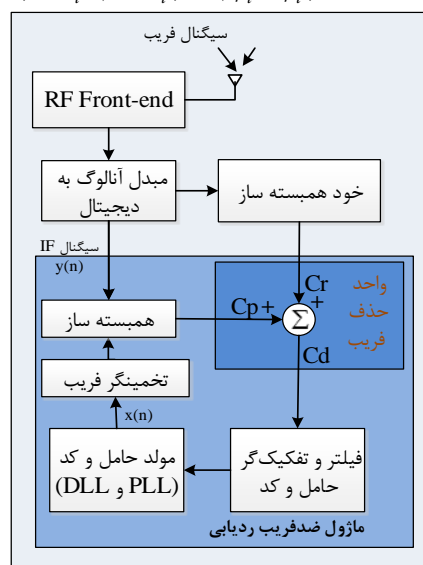 سیگنال فریب
RF Front-end
مبدل آنالوگ به
دیجیتال
خود همبسته ساز
سیگنال IF
y(n)
واحد
حذف
فریب
Cr
+
Cp+
Σ
همبسته ساز
Cd
تخمینگر فریب
x(n)
مولد حامل و کد
(DLL و PLL)
فیلتر و تفکیک‌گر
حامل و کد
ماژول ضدفریب ردیابی